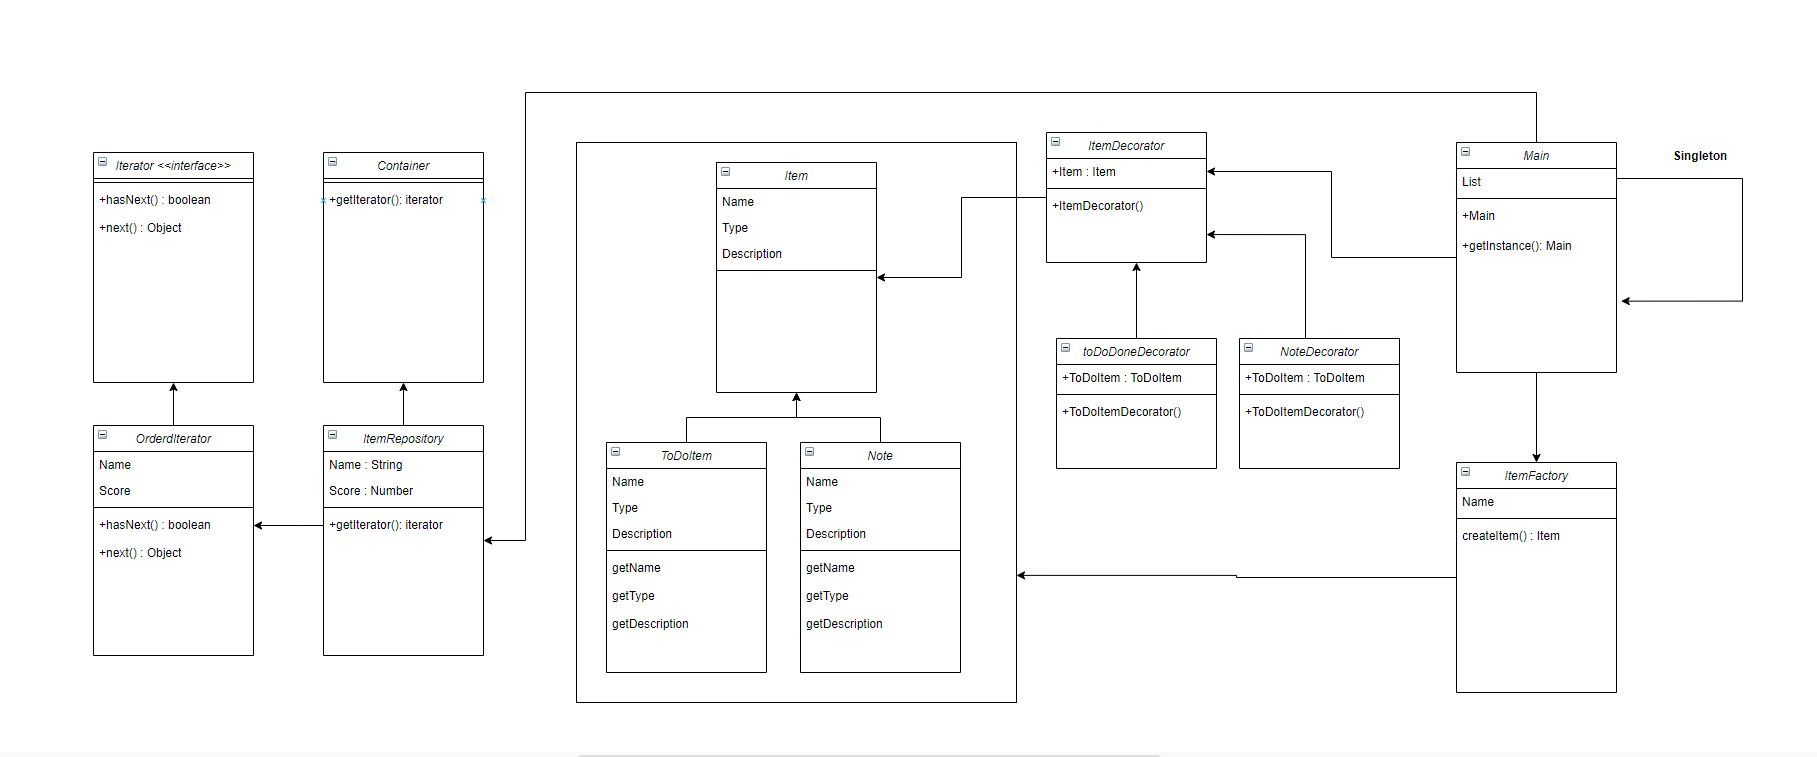 Iterator <<interface>>
+hasNext() : boolean
+next() : Object
Container
+getIterator(): iterator
OrderdIterator
Name
Score
+hasNext() : boolean
+next() : Object
ItemRepository
Name : String
Score : Number
+getIterator(): iterator
Item
Name
Type
Description
ToDoItem
Name
Type
Description
getName
getType
getDescription
Note
Name
Type
Description
getName
getType
getDescription
ItemDecorator
+Item : Item
+ItemDecorator()
toDoDoneDecorator
+ToDoItem : ToDoItem
+ToDoItemDecorator()
NoteDecorator
+ToDoItem : ToDoItem
+ToDoItemDecorator()
Main
List
+Main
+getInstance(): Main
Singleton
ItemFactory
Name
createItem() : Item